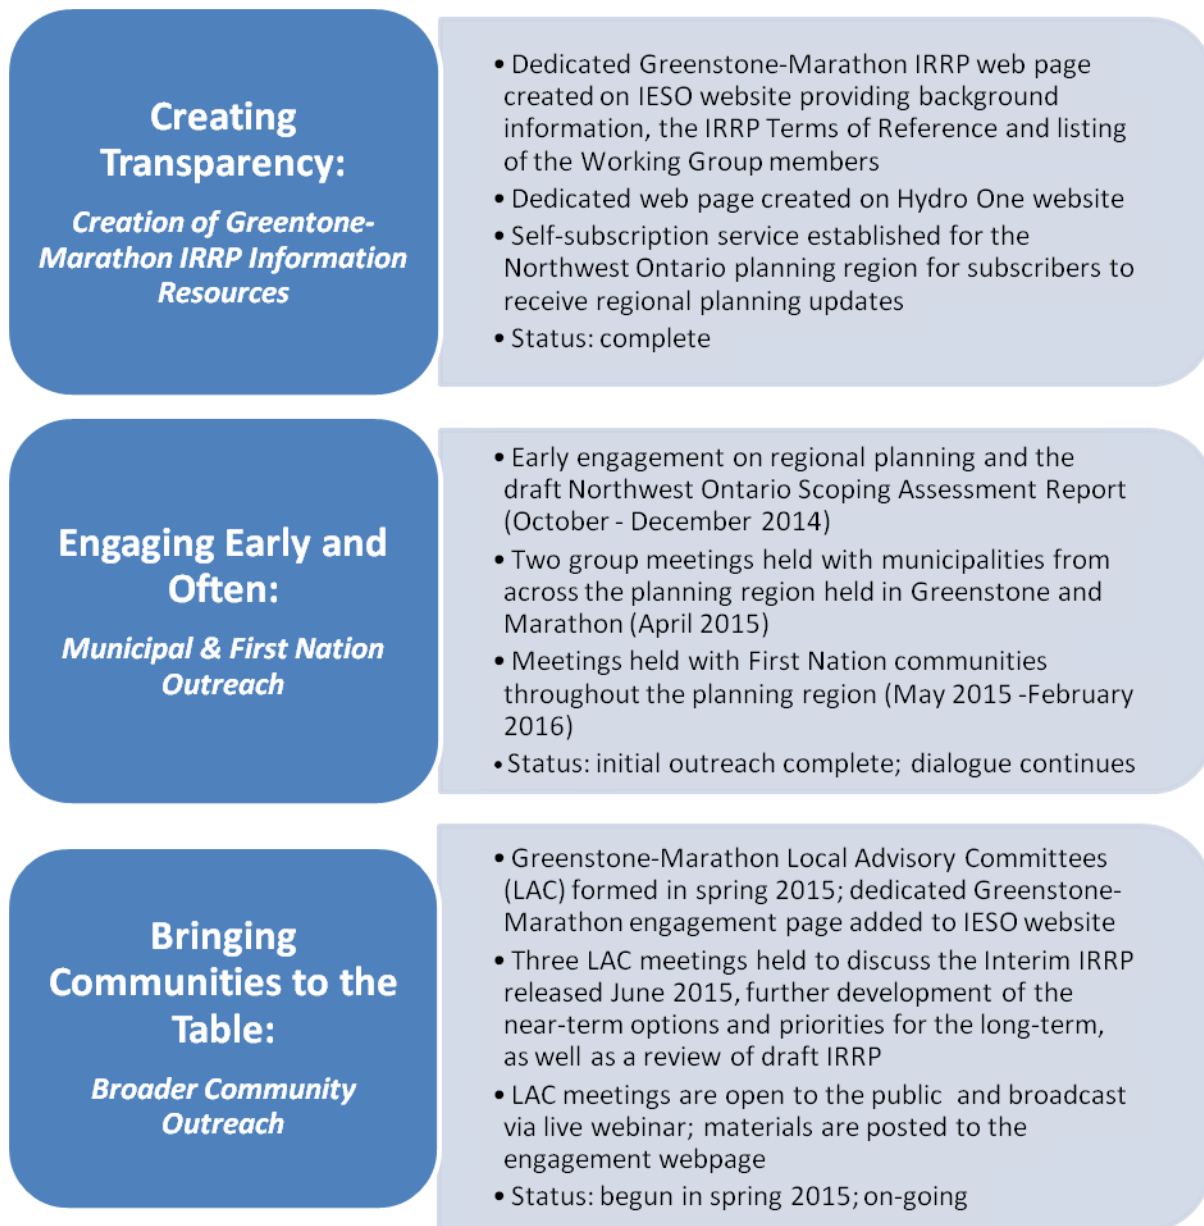 Creating
Transparency:
Creation of Greentone-
Marathon IRRP Information
Resources
• Dedicated Greenstone-Marathon IRRP web page
created on IESO website providing background
information, the IRRP Terms of Reference and listing
of the Working Group members
• Dedicated web page created on Hydro One website
• Self-subscription service established for the
Northwest Ontario planning region for subscribers to
receive regional planning updates
• Status: complete
Engaging Early and
Often:
Municipal & First Nation
Outreach
• Early engagement on regional planning and the
draft Northwest Ontario Scoping Assessment Report
(October - December 2014)
• Two group meetings held with municipalities from
across the planning region held in Greenstone and
Marathon (April 2015)
• Meetings held with First Nation communities
throughout the planning region (May 2015 -February
2016)
• Status: initial outreach complete; dialogue continues
Bringing
Communities to the
Table:
Broader Community
Outreach
• Greenstone-Marathon Local Advisory Committees
(LAC) formed in spring 2015; dedicated Greenstone-
Marathon engagement page added to IESO website
• Three LAC meetings held to discuss the Interim IRRP
released June 2015, further development of the
near-term options and priorities for the long-term,
as well as a review of draft IRRP
• LAC meetings are open to the public  and broadcast
via live webinar; materials are posted to the
engagement webpage
• Status: begun in spring 2015; on-going